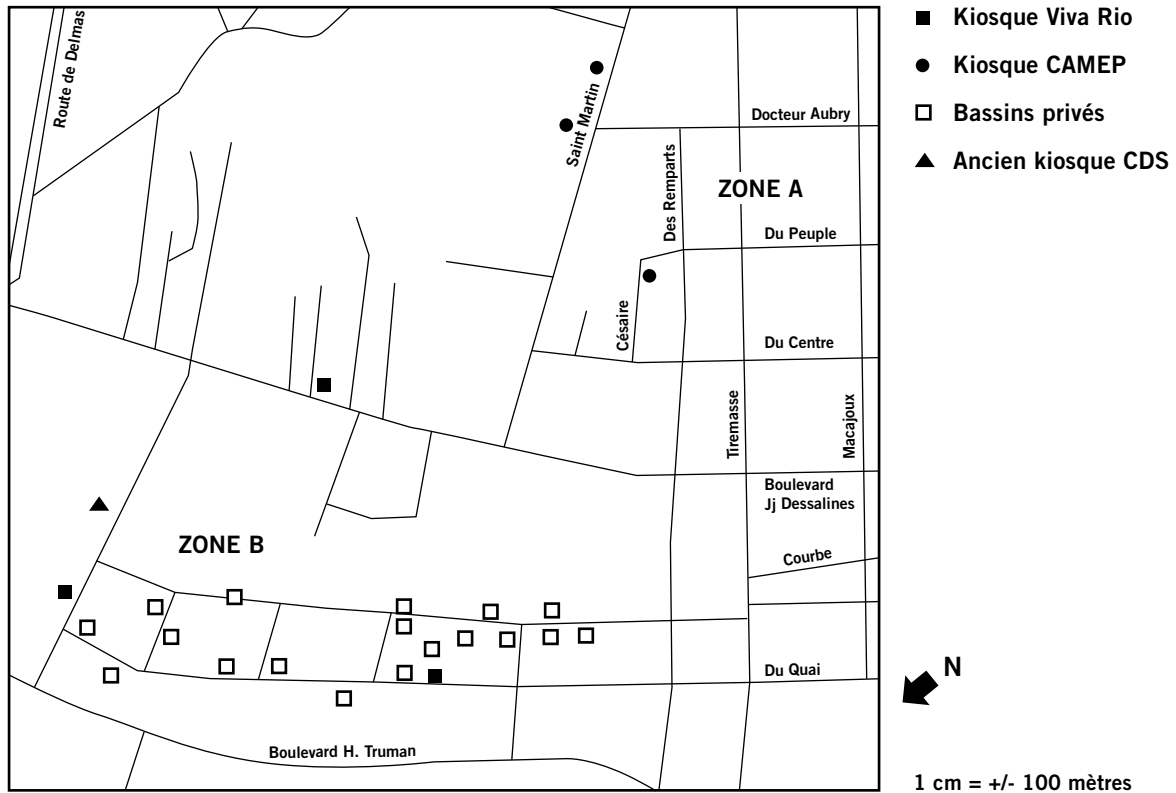 Route de Delmas
Saint Martin
Docteur Aubry
Des Remparts
ZONE A
Du Peuple
Césaire
Du Centre
Tiremasse
Macajoux
Boulevard
Jj Dessalines
ZONE B
Courbe
Du Quai
Boulevard H. Truman
Kiosque Viva Rio
Kiosque CAMEP
Bassins privés
Ancien kiosque CDS
N
1 cm = +/- 100 mètres